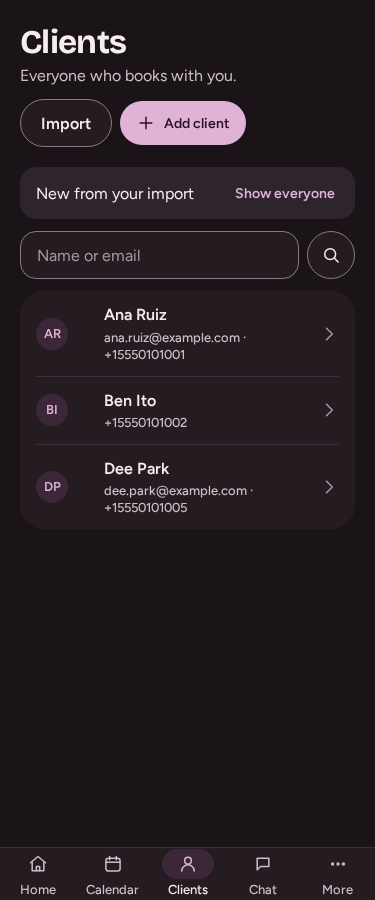 Clients
Everyone who books with you.
Import
Add client
New from your import
Show everyone
Name or email
AR
Ana Ruiz
ana.ruiz@example.com ·
+15550101001
BI
Ben Ito
+15550101002
DP
Dee Park
dee.park@example.com ·
+15550101005
Home
Calendar
Clients
Chat
More